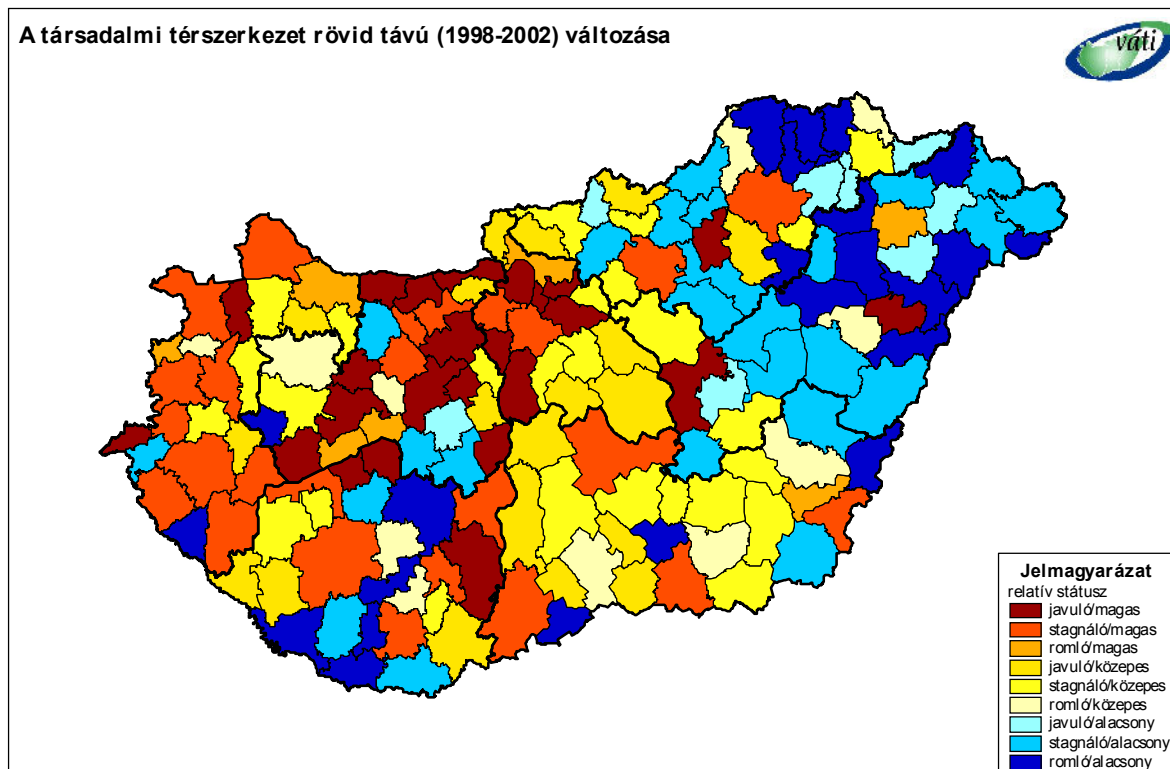 A társadalmi térszerkezet rövid távú (1998-2002) változása
váti
Jelmagyarázat
relatív státusz
javuló/magas
stagnáló/magas
romló/magas
javuló/közepes
stagnáló/közepes
romló/közepes
javuló/alacsony
stagnáló/alacsony
romló/alacsony